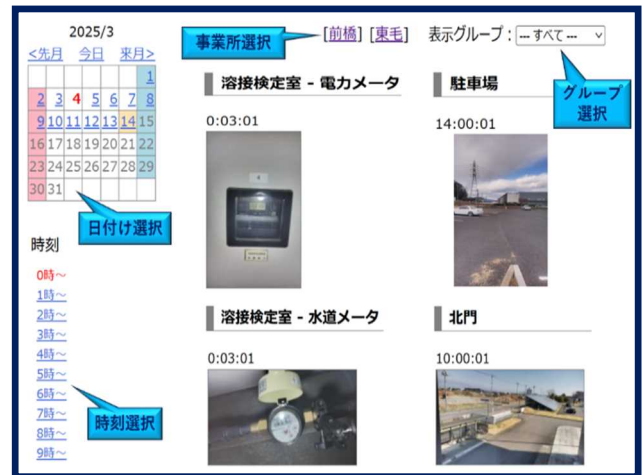 2025/3
<先月 今日 来月>
1
2 3 4 5 6 7 8
9 10 11 12 13 14 15
16 17 18 19 20 21 22
23 24 25 26 27 28 29
30 31
日付け選択
時刻
0時～
1時～
2時～
3時～
4時～
5時～
6時～
7時～
8時～
9時～
時刻選択
事業所選択
[前橋] [東毛] 表示グループ：--- すべて ---
グループ
選択
溶接検定室 - 電力メータ
0:03:01
4
駐車場
14:00:01
溶接検定室 - 水道メータ
0:03:01
北門
10:00:01